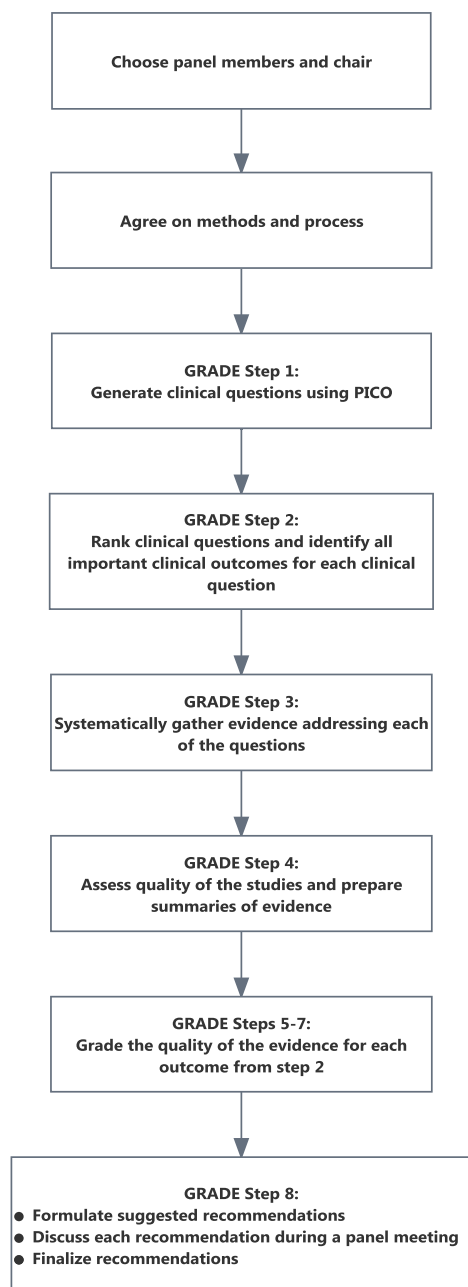 Choose panel members and chair
Agree on methods and process
GRADE Step 1:
Generate clinical questions using PICO
GRADE Step 2:
Rank clinical questions and identify all
important clinical outcomes for each clinical
question
GRADE Step 3:
Systematically gather evidence addressing each
of the questions
GRADE Step 4:
Assess quality of the studies and prepare
summaries of evidence
GRADE Steps 5-7:
Grade the quality of the evidence for each
outcome from step 2
GRADE Step 8:
● Formulate suggested recommendations
● Discuss each recommendation during a panel meeting
● Finalize recommendations